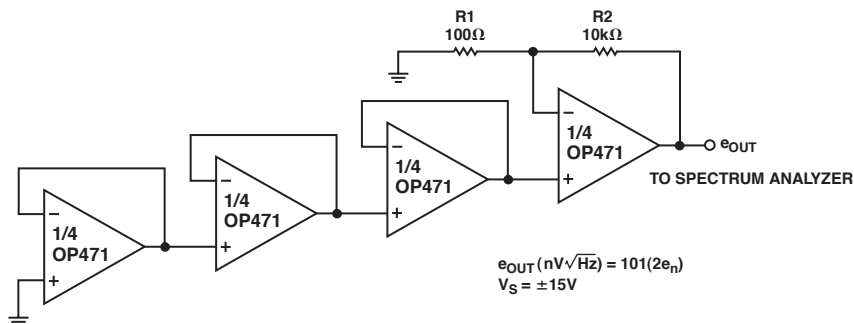 R1
100Ω
R2
10kΩ
–
+
1/4
OP471
eOUT
TO SPECTRUM ANALYZER
–
+
1/4
OP471
–
+
1/4
OP471
–
+
1/4
OP471
eOUT(nV√Hz) = 101(2en)
VS = ±15V